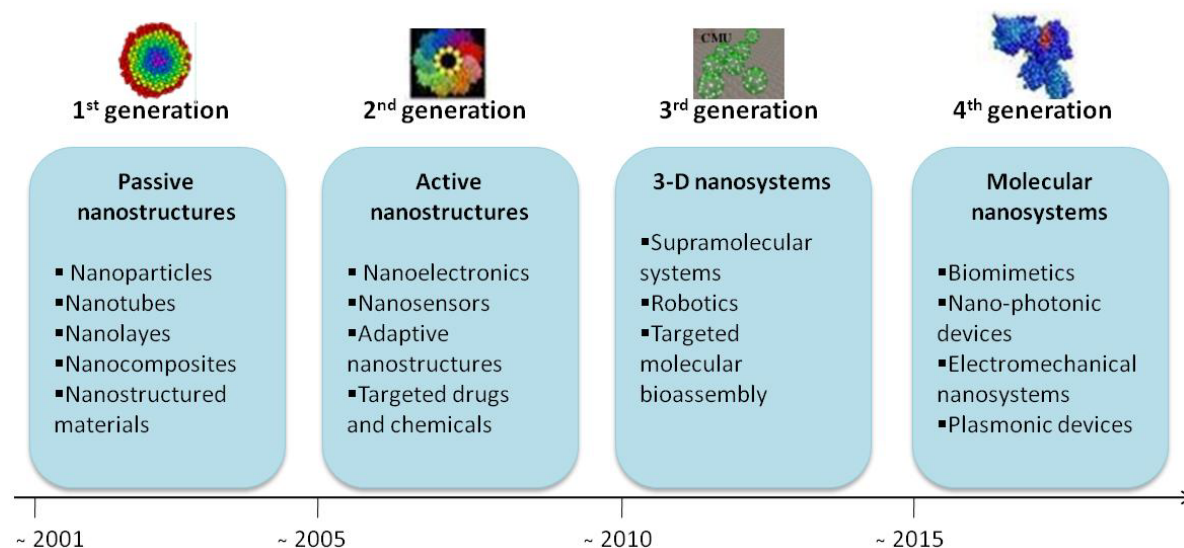 CMU
1st generation
2nd generation
3rd generation
4th generation
Passive
nanostructures
▪ Nanoparticles
▪Nanotubes
▪Nanolayes
▪Nanocomposites
▪Nanostructured
materials
Active
nanostructures
▪ Nanoelectronics
▪Nanosensors
▪Adaptive
nanostructures
▪Targeted drugs
and chemicals
3-D nanosystems
▪Supramolecular
systems
▪Robotics
▪Targeted
molecular
bioassembly
Molecular
nanosystems
▪Biomimetics
▪Nano-photonic
devices
▪Electromechanical
nanosystems
▪Plasmonic devices
~ 2001
~ 2005
~ 2010
~ 2015